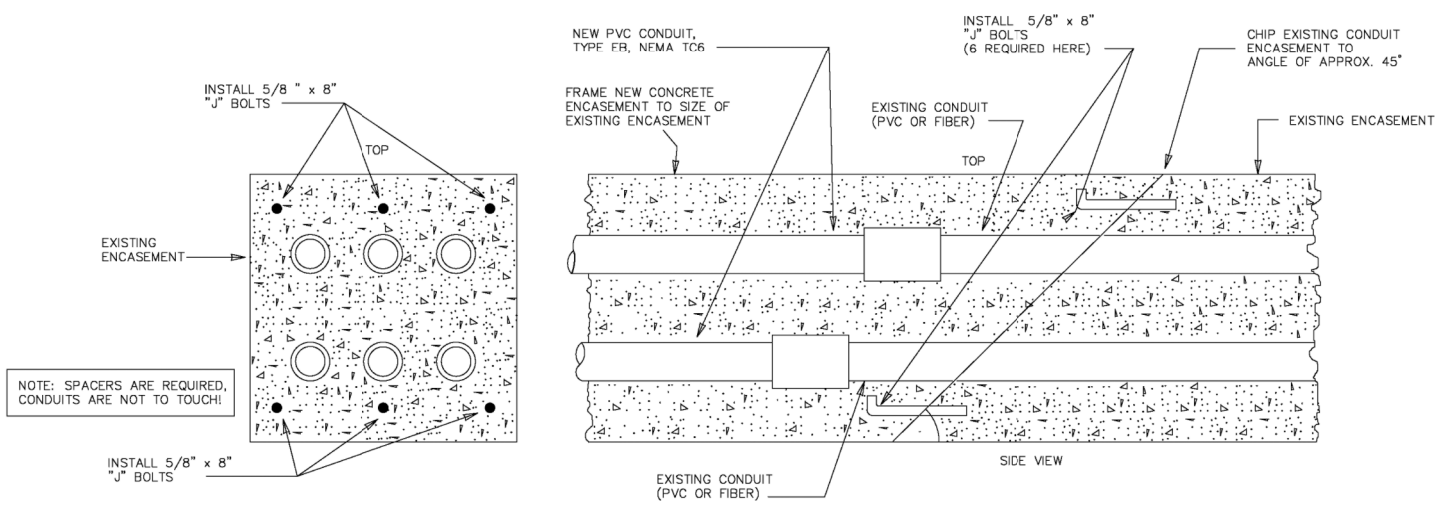 INSTALL 5/8 " x 8"
"J" BOLTS
TOP
EXISTING
ENCASEMENT
NOTE: SPACERS ARE REQUIRED,
CONDUITS ARE NOT TO TOUCH!
INSTALL 5/8" x 8"
"J" BOLTS
NEW PVC CONDUIT,
TYPE EB, NEMA TC6
FRAME NEW CONCRETE
ENCASEMENT TO SIZE OF
EXISTING ENCASEMENT
INSTALL 5/8" x 8"
"J" BOLTS
(6 REQUIRED HERE)
EXISTING CONDUIT
(PVC OR FIBER)
CHIP EXISTING CONDUIT
ENCASEMENT TO
ANGLE OF APPROX. 45°
EXISTING ENCASEMENT
TOP
SIDE VIEW
EXISTING CONDUIT
(PVC OR FIBER)